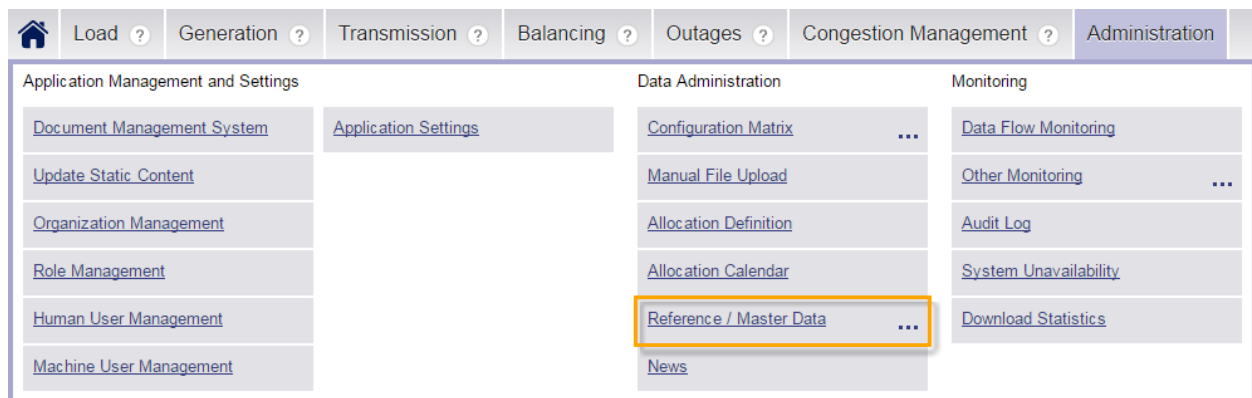 Load ? Generation ? Transmission ? Balancing ? Outages ? Congestion Management ? Administration
Application Management and Settings
Document Management System
Update Static Content
Organization Management
Role Management
Human User Management
Machine User Management
Application Settings
Data Administration
Configuration Matrix ...
Manual File Upload
Allocation Definition
Allocation Calendar
Reference / Master Data ...
News
Monitoring
Data Flow Monitoring
Other Monitoring ...
Audit Log
System Unavailability
Download Statistics